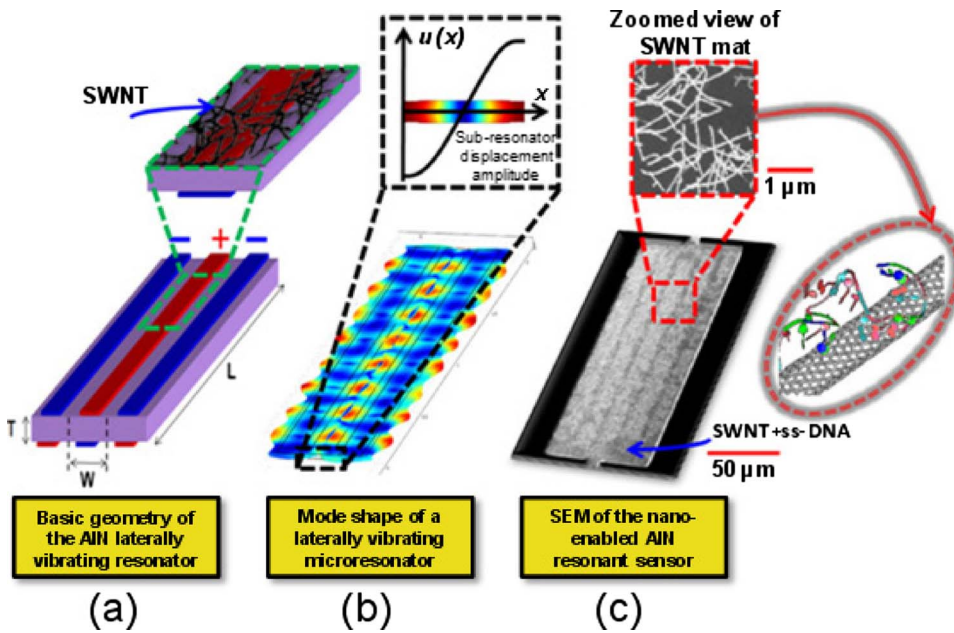 SWNT
− + −
L
T
W
Basic geometry of
the AlN laterally
vibrating resonator
(a)
u(x)
x
Sub-resonator
displacement
amplitude
Mode shape of a
laterally vibrating
microresonator
(b)
Zoomed view of
SWNT mat
1 μm
SWNT+ss-DNA
50 μm
SEM of the nano-
enabled AlN
resonant sensor
(c)